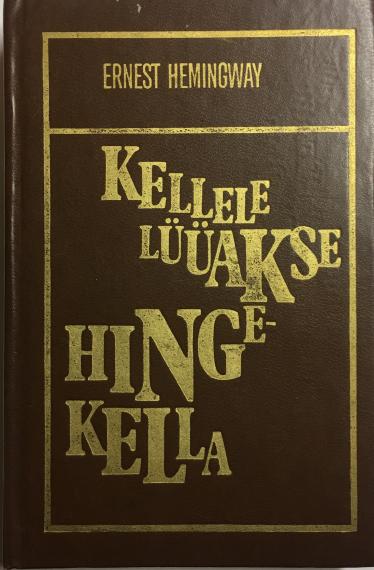 ERNEST HEMINGWAY
KELLELE
LÜÜAKSE
HINGE-
KELLA